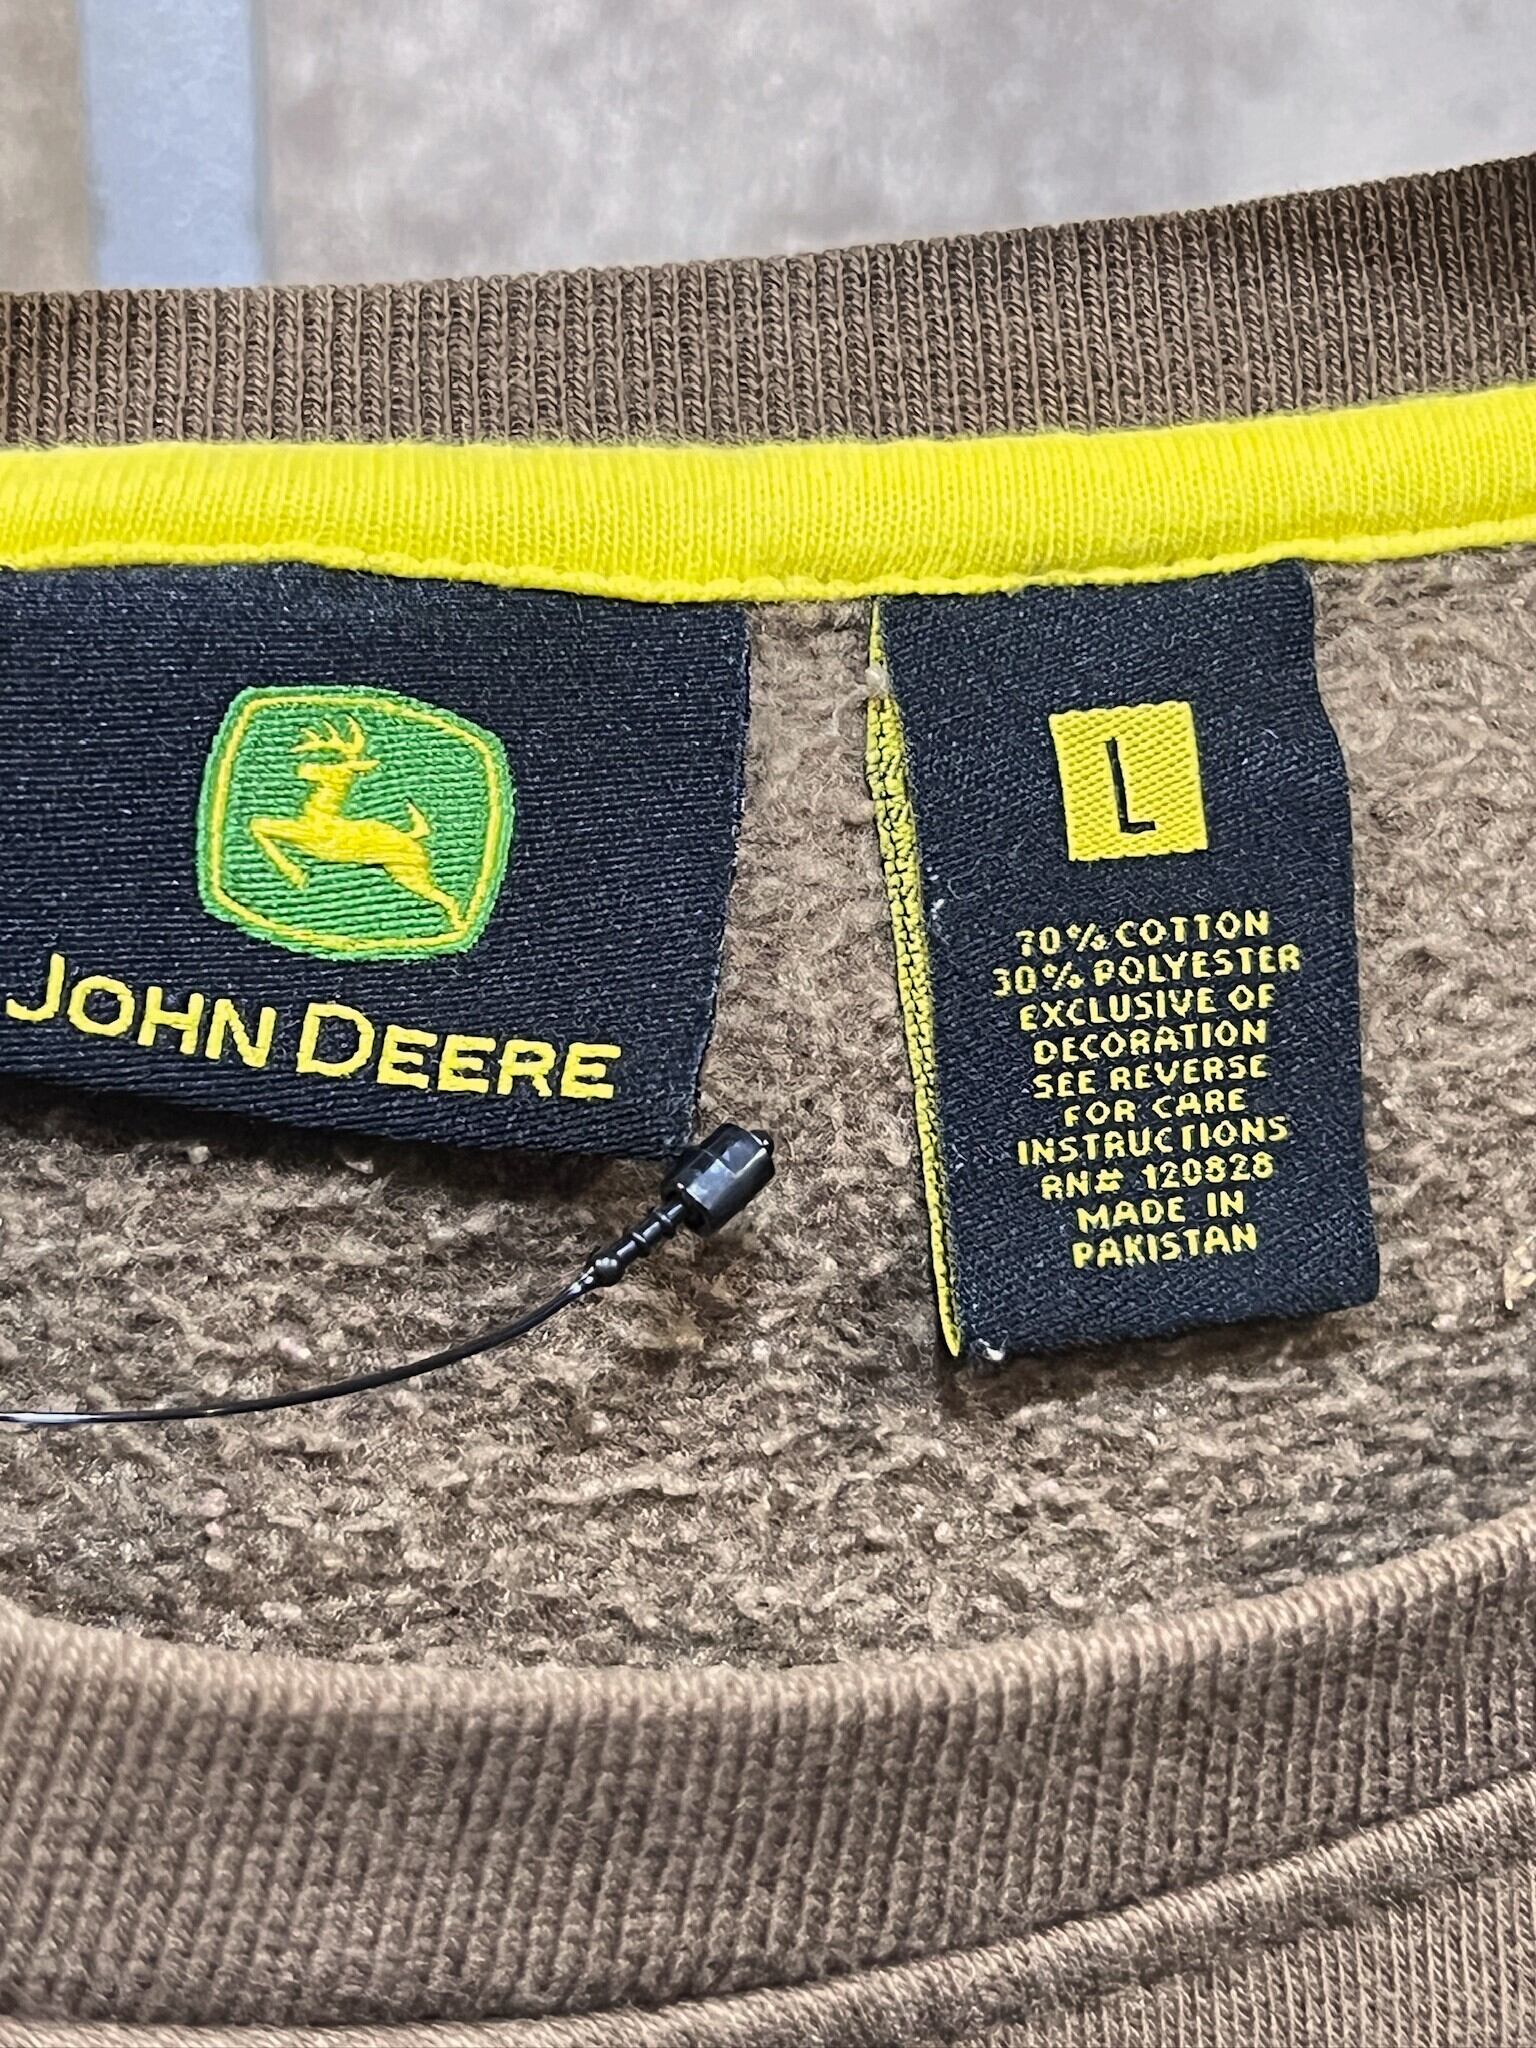 JOHN DEERE
L
70% COTTON
30% POLYESTER
EXCLUSIVE OF
DECORATION
SEE REVERSE
FOR CARE
INSTRUCTIONS
RN# 120828
MADE IN
PAKISTAN